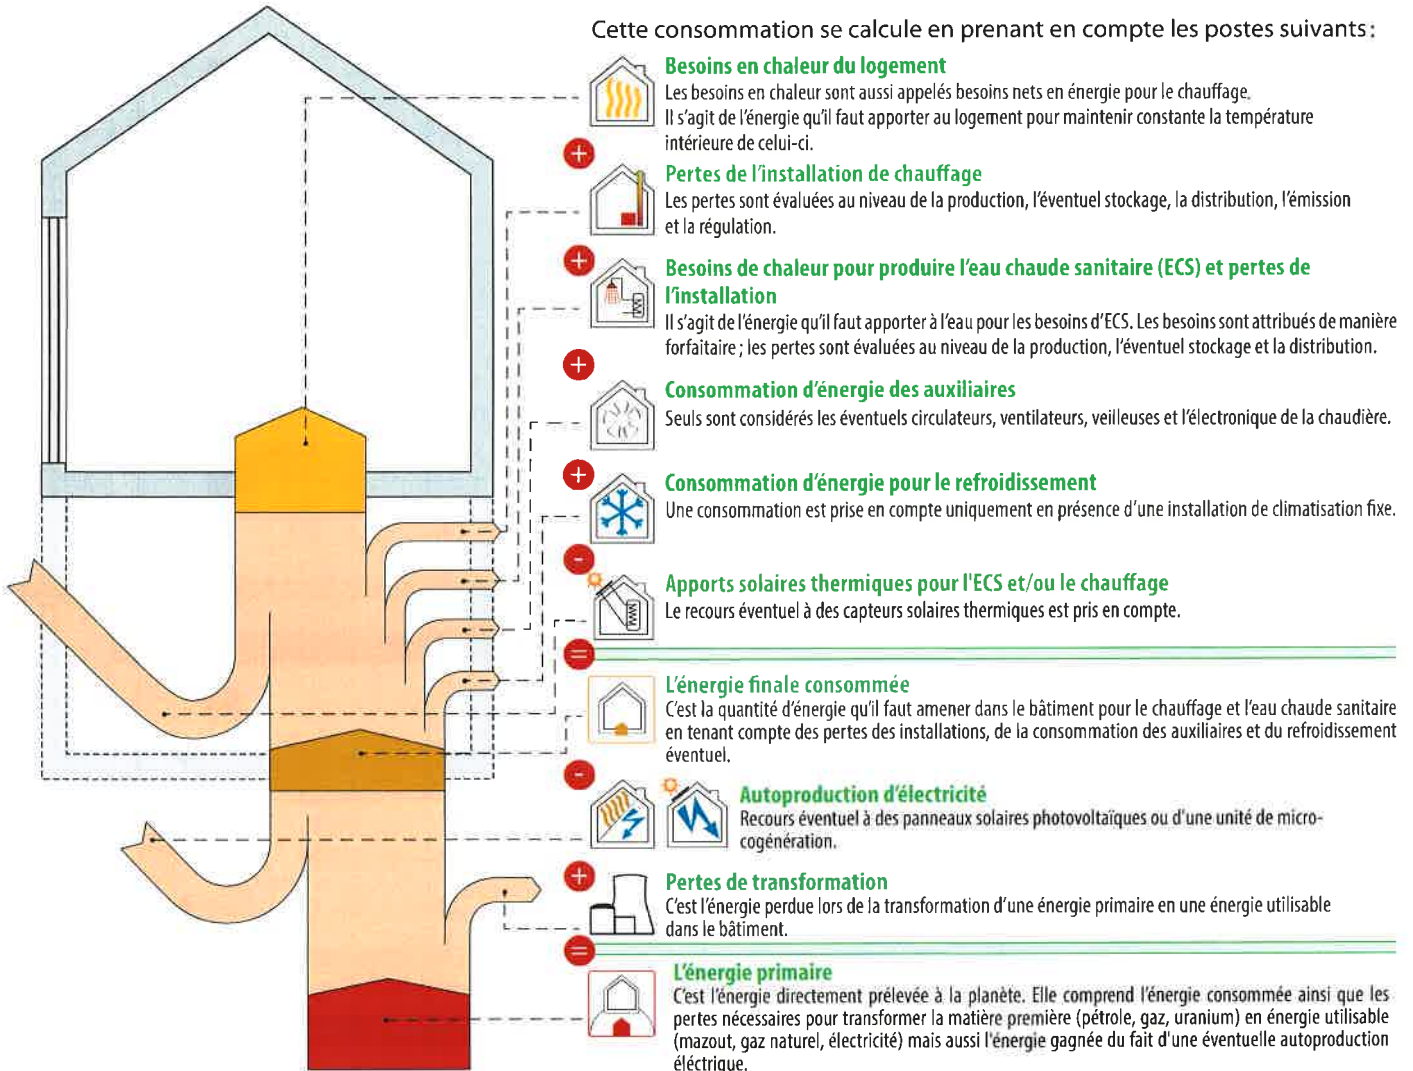 Cette consommation se calcule en prenant en compte les postes suivants :
Besoins en chaleur du logement
Les besoins en chaleur sont aussi appelés besoins nets en énergie pour le chauffage.
Il s'agit de l'énergie qu'il faut apporter au logement pour maintenir constante la température
intérieure de celui-ci.
+
Pertes de l'installation de chauffage
Les pertes sont évaluées au niveau de la production, l'éventuel stockage, la distribution, l'émission
et la régulation.
+
Besoins de chaleur pour produire l'eau chaude sanitaire (ECS) et pertes de
l'installation
Il s'agit de l'énergie qu'il faut apporter à l'eau pour les besoins d'ECS. Les besoins sont attribués de manière
forfaitaire ; les pertes sont évaluées au niveau de la production, l'éventuel stockage et la distribution.
+
Consommation d'énergie des auxiliaires
Seuls sont considérés les éventuels circulateurs, ventilateurs, veilleuses et l'électronique de la chaudière.
+
Consommation d'énergie pour le refroidissement
Une consommation est prise en compte uniquement en présence d'une installation de climatisation fixe.
-
Apports solaires thermiques pour l'ECS et/ou le chauffage
Le recours éventuel à des capteurs solaires thermiques est pris en compte.
=
L'énergie finale consommée
C'est la quantité d'énergie qu'il faut amener dans le bâtiment pour le chauffage et l'eau chaude sanitaire
en tenant compte des pertes des installations, de la consommation des auxiliaires et du refroidissement
éventuel.
-
Autoproduction d'électricité
Recours éventuel à des panneaux solaires photovoltaïques ou d'une unité de micro-
cogénération.
+
Pertes de transformation
C'est l'énergie perdue lors de la transformation d'une énergie primaire en une énergie utilisable
dans le bâtiment.
=
L'énergie primaire
C'est l'énergie directement prélevée à la planète. Elle comprend l'énergie consommée ainsi que les
pertes nécessaires pour transformer la matière première (pétrole, gaz, uranium) en énergie utilisable
(mazout, gaz naturel, électricité) mais aussi l'énergie gagnée du fait d'une éventuelle autoproduction
éléctrique.